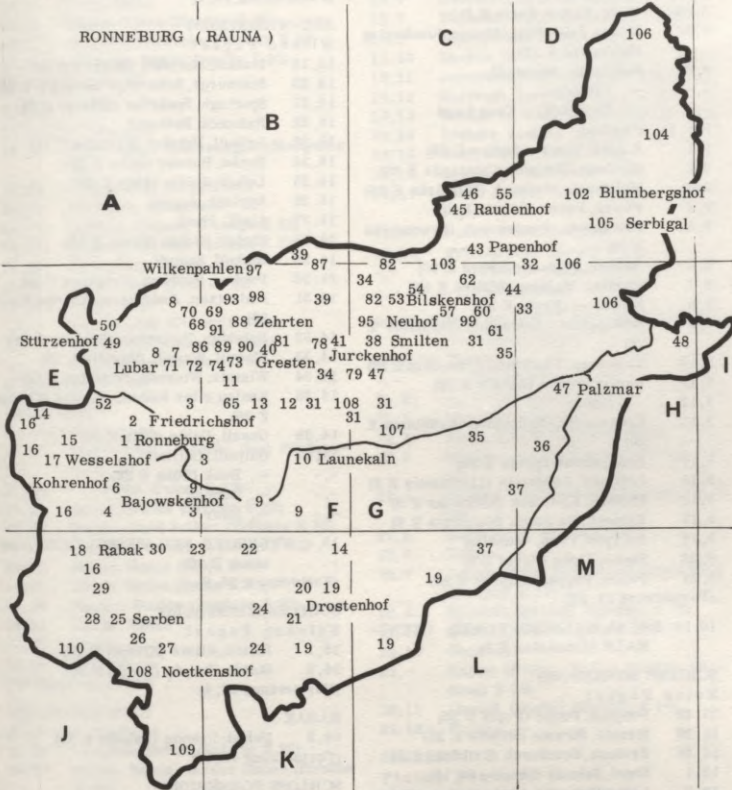 RONNEBURG (RAUNA)
C D
106
B
104
A
46 55 102 Blumbergshof
45 Raudenhof
105 Serbigal
43 Papenhof
39
Wilkenpahlen 97 87 82 103 32 106
34 62
8 93 98 39 82 53 54 Bilskenshof 44 106
70 69 57 60 33
50 68 91 88 Zehrten 95 Neuhof 99
Stürzenhof 49 61 48
86 89 90 40 81 78 41 38 Smilten 31
8 7 Jurckenhof 35 I
E Lubar 71 72 74 73 Gresten
34 79 47 47 Palzmar H
11
52 3 65 13 12 31 108 31
14
16 2 Friedrichshof 31
107
15 1 Ronneburg 35
16 36
17 Wesselshof 3 10 Launekaln
Kohrenhof 6 9 37
Bajowskenhof 9
16 4 3 9 F G
18 Rabak 30 23 22 14 37 M
16
29 20 19 19
24 Drostenhof
28 25 Serben 21
26
110 27 24 19 19 L
108 Noetkenshof
J
109 K